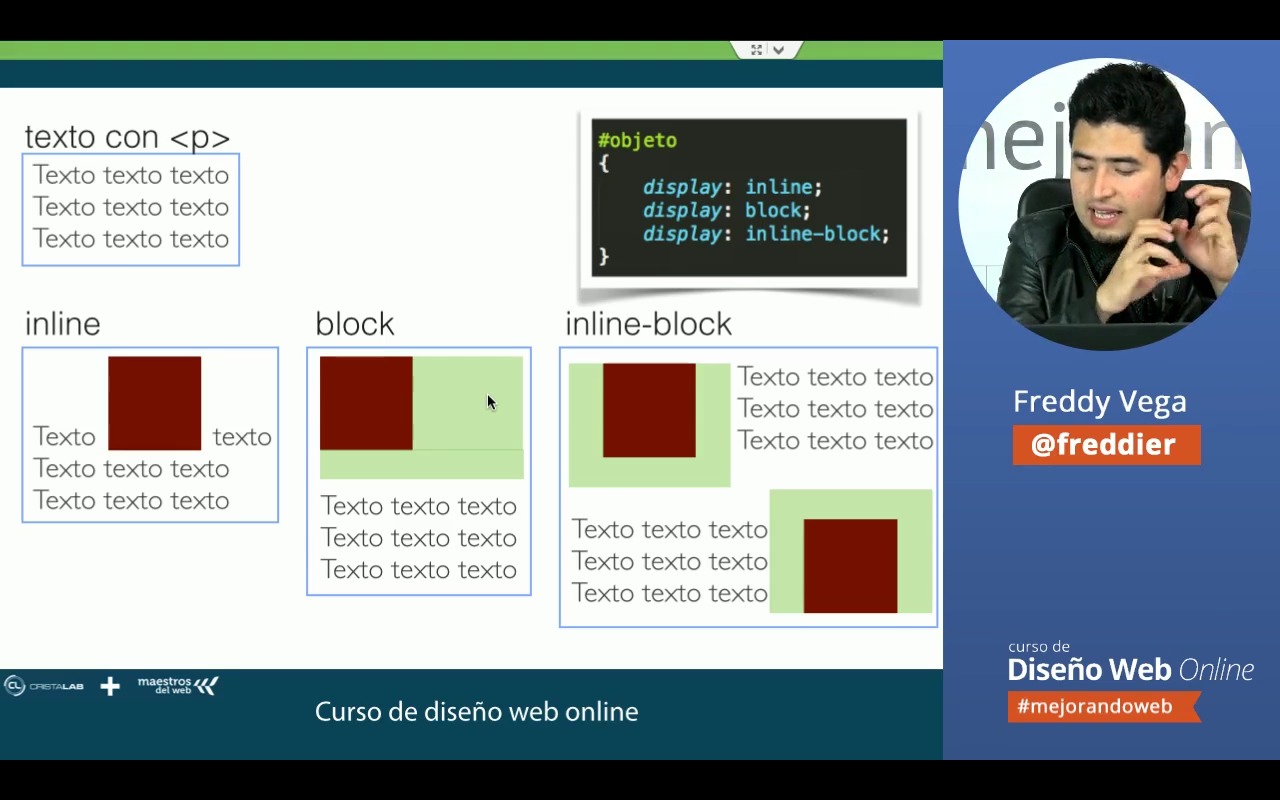 texto con <p>
Texto texto texto
Texto texto texto
Texto texto texto
#objeto
{
display: inline;
display: block;
display: inline-block;
}
inline
Texto texto
Texto texto texto
Texto texto texto
block
Texto texto texto
Texto texto texto
Texto texto texto
inline-block
Texto texto texto
Texto texto texto
Texto texto texto
Texto texto texto
Texto texto texto
Texto texto texto
CL CRISTALAB + maestros
del web
Curso de diseño web online
Freddy Vega
@freddier
curso de
Diseño Web Online
#mejorandoweb